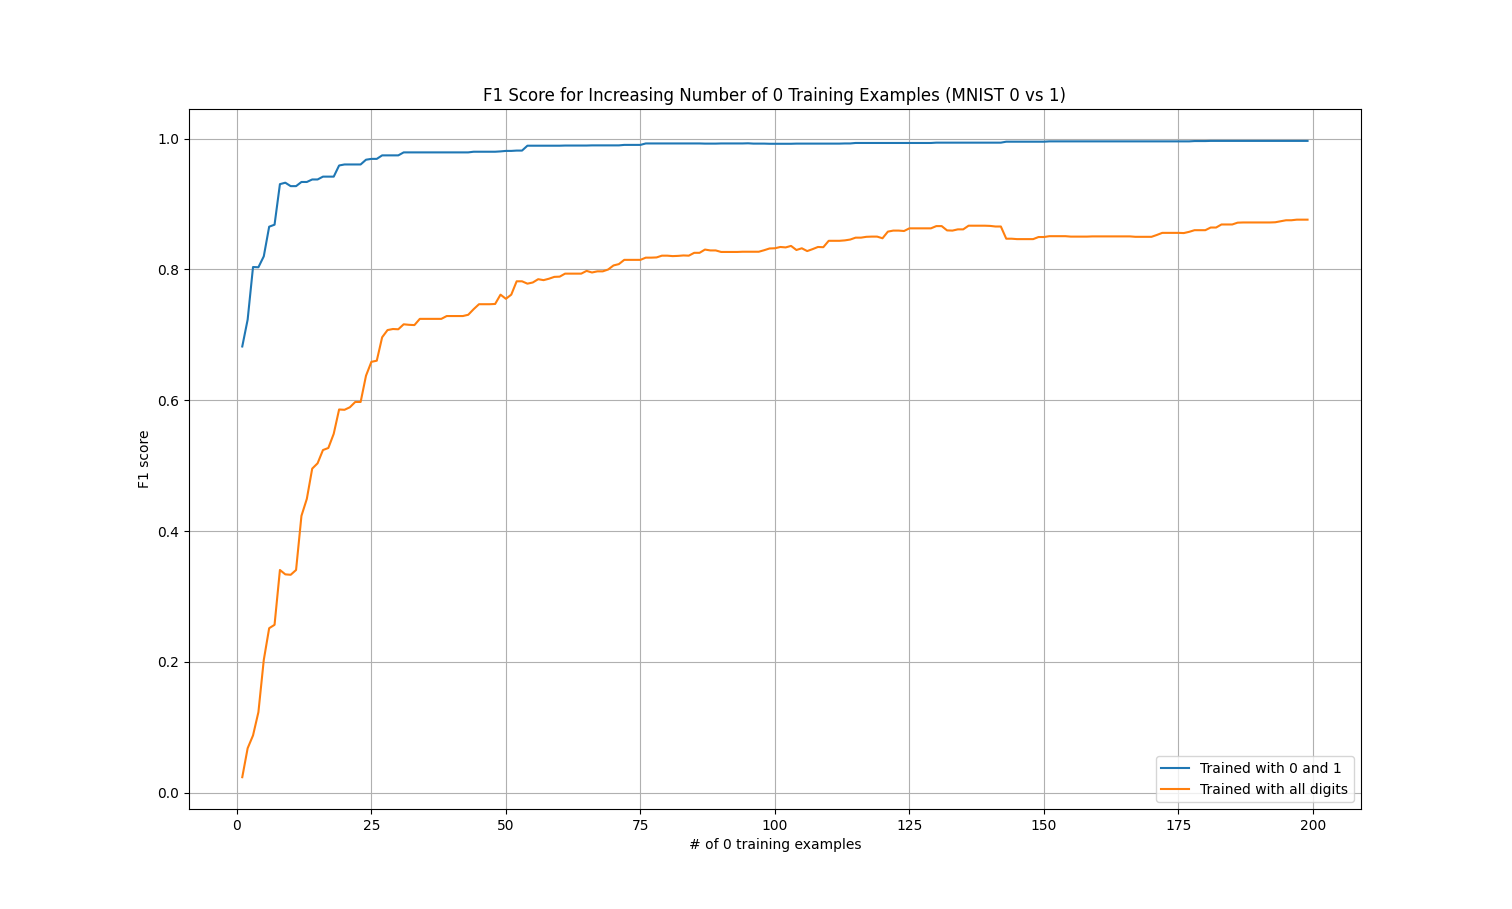 F1 Score for Increasing Number of 0 Training Examples (MNIST 0 vs 1)
1.0
0.8
0.6
0.4
0.2
0.0
F1 score
Trained with 0 and 1
Trained with all digits
0 25 50 75 100 125 150 175 200
# of 0 training examples